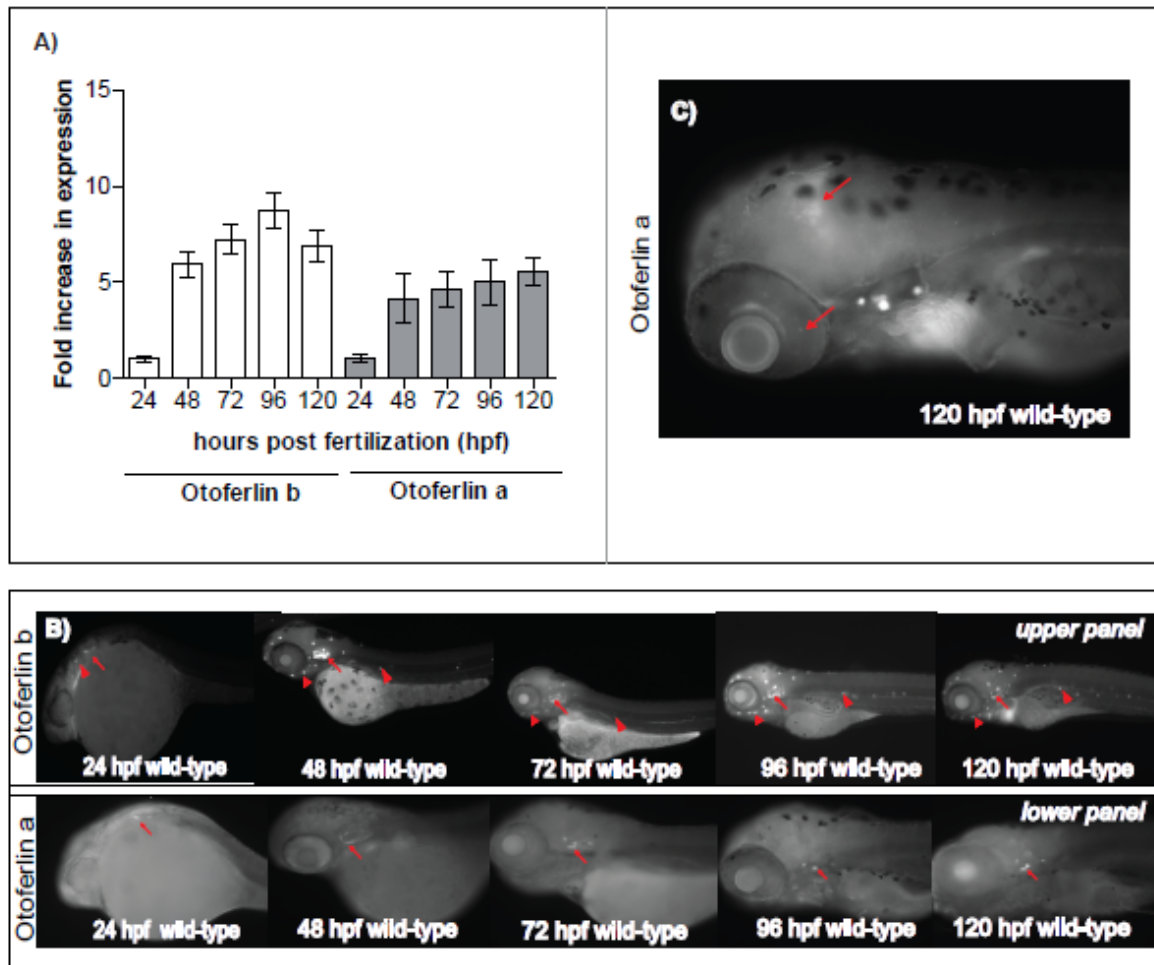 A)
15
10
5
0
Fold increase in expression
24 48 72 96 120 24 48 72 96 120
hours post fertilization (hpf)
Otoferlin b Otoferlin a
C)
Otoferlin a
120 hpf wild-type
B)
Otoferlin b
upper panel
24 hpf wild-type 48 hpf wild-type 72 hpf wild-type 96 hpf wild-type 120 hpf wild-type
Otoferlin a
lower panel
24 hpf wild-type 48 hpf wild-type 72 hpf wild-type 96 hpf wild-type 120 hpf wild-type